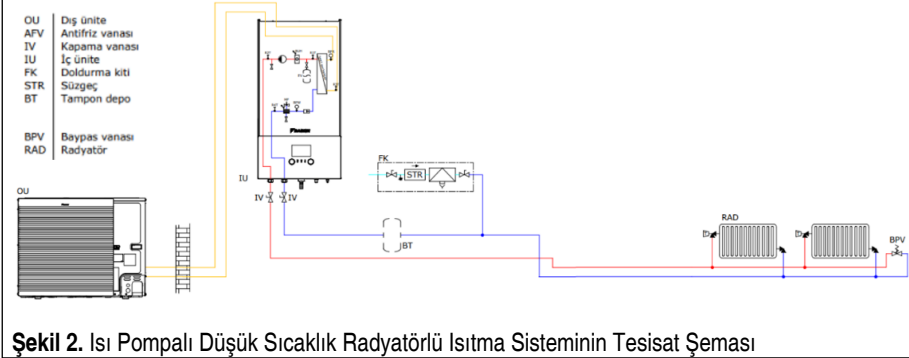 OU Dış ünite
AFV Antifriz vanası
IV Kapama vanası
IU İç ünite
FK Doldurma kiti
STR Süzgeç
BT Tampon depo
BPV Baypas vanası
RAD Radyatör
OU
IU
IV
IV
FK
STR
BT
RAD
BPV
DAIKIN
Şekil 2. Isı Pompalı Düşük Sıcaklık Radyatörlü Isıtma Sisteminin Tesisat Şeması